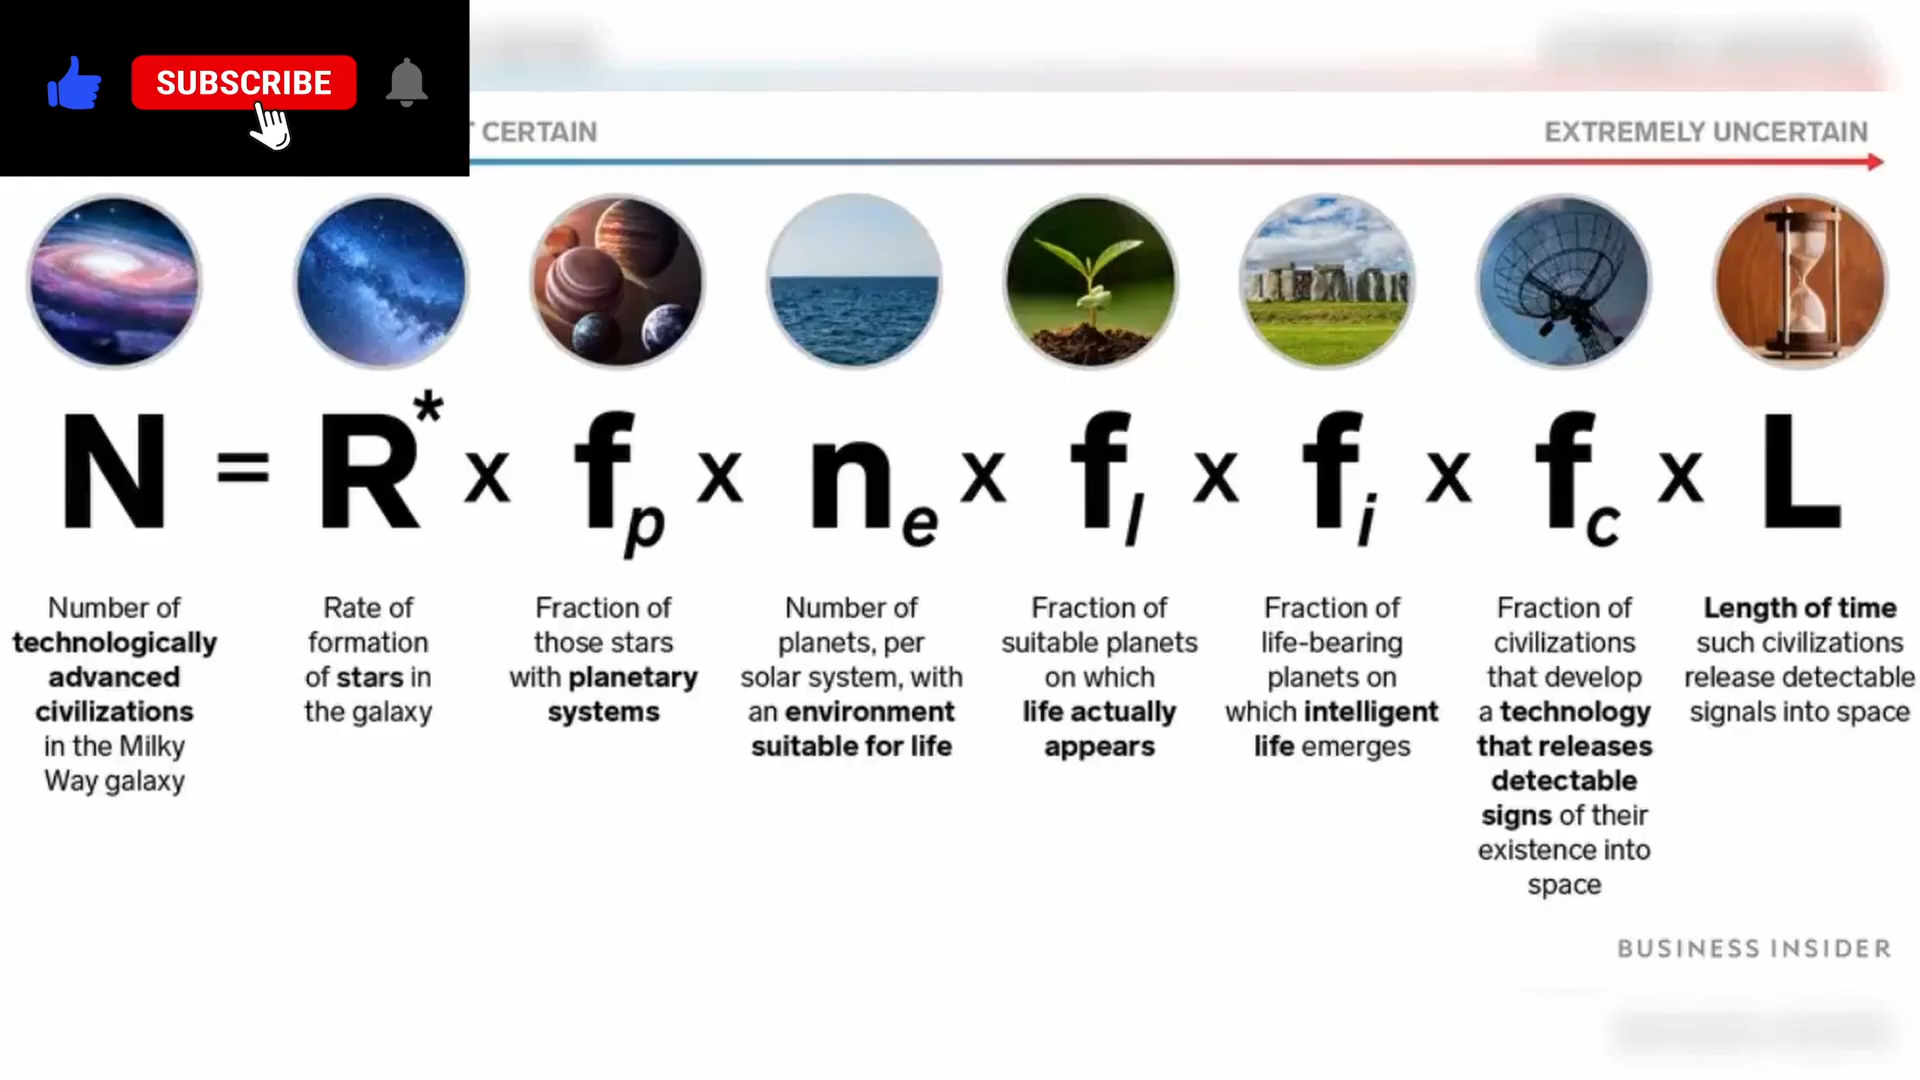 SUBSCRIBE
CERTAIN
EXTREMELY UNCERTAIN
N = R* x fp x ne x fl x fi x fc x L
Number of
technologically
advanced
civilizations
in the Milky
Way galaxy
Rate of
formation
of stars in
the galaxy
Fraction of
those stars
with planetary
systems
Number of
planets, per
solar system, with
an environment
suitable for life
Fraction of
suitable planets
on which
life actually
appears
Fraction of
life-bearing
planets on
which intelligent
life emerges
Fraction of
civilizations
that develop
a technology
that releases
detectable
signs of their
existence into
space
Length of time
such civilizations
release detectable
signals into space
BUSINESS INSIDER